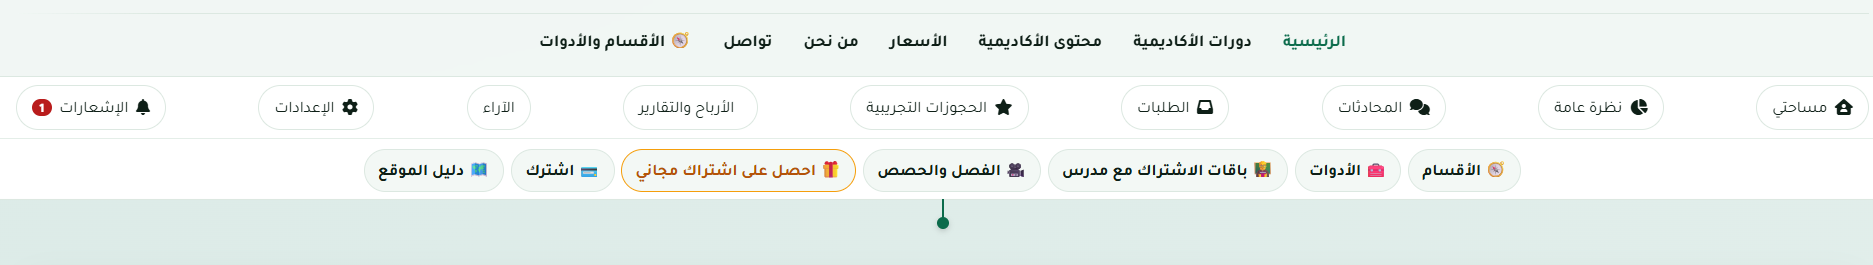 الرئيسية دورات الأكاديمية محتوى الأكاديمية الأسعار من نحن تواصل 🧭 الأقسام والأدوات
مساحتي نظرة عامة المحادثات الطلبات الحجوزات التجريبية الأرباح والتقارير الآراء الإعدادات الإشعارات 1
🧭 الأقسام 🧰 الأدوات 👩‍🏫 باقات الاشتراك مع مدرس 🎥 الفصل والحصص 🎁 احصل على اشتراك مجاني 💳 اشترك 🗺️ دليل الموقع